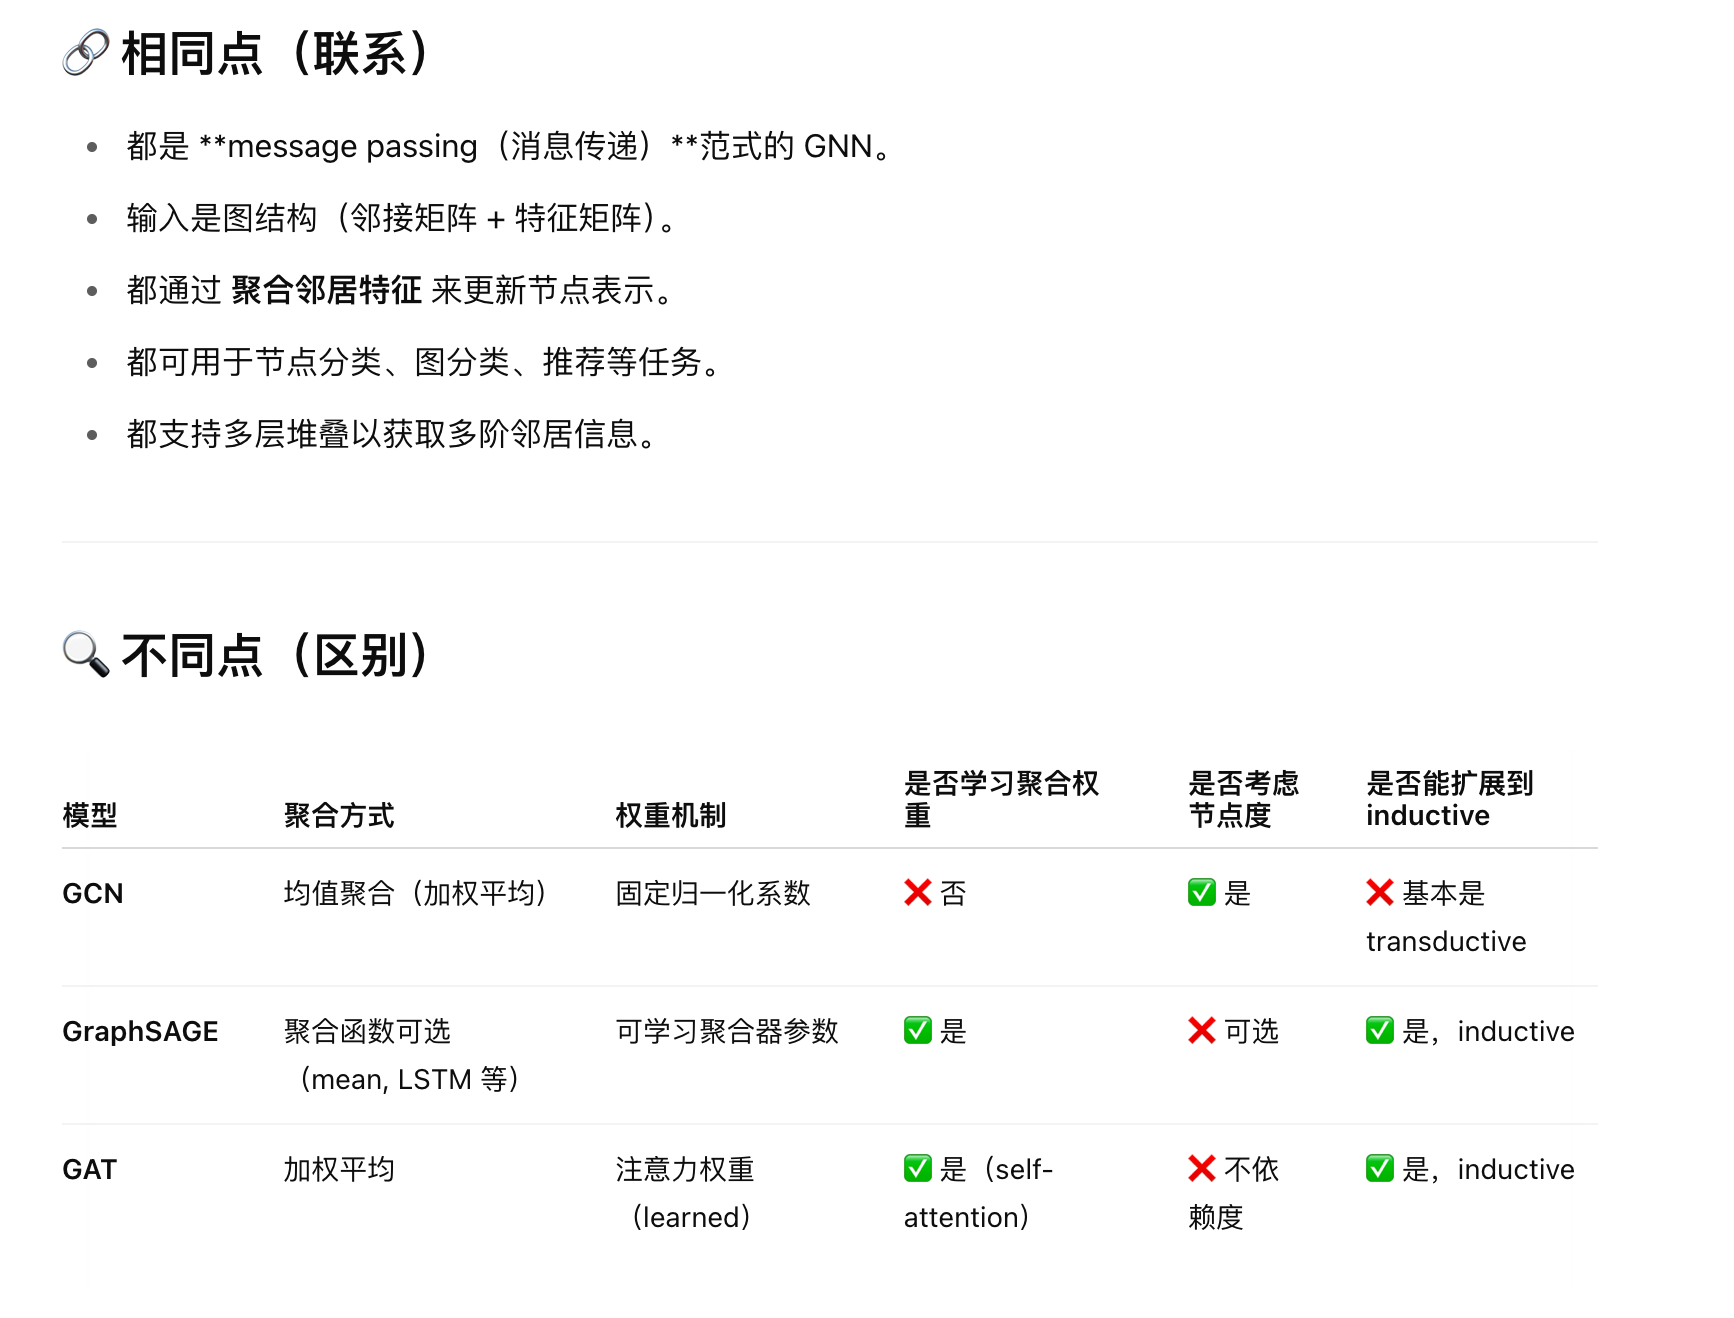 🔗 相同点（联系）
• 都是 **message passing（消息传递）**范式的 GNN。
• 输入是图结构（邻接矩阵 + 特征矩阵）。
• 都通过 聚合邻居特征 来更新节点表示。
• 都可用于节点分类、图分类、推荐等任务。
• 都支持多层堆叠以获取多阶邻居信息。
🔍 不同点（区别）
模型 聚合方式 权重机制 是否学习聚合权重 是否考虑节点度 是否能扩展到 inductive
GCN 均值聚合（加权平均） 固定归一化系数 ❌ 否 ✅ 是 ❌ 基本是 transductive
GraphSAGE 聚合函数可选（mean, LSTM 等） 可学习聚合器参数 ✅ 是 ❌ 可选 ✅ 是，inductive
GAT 加权平均 注意力权重（learned） ✅ 是（self-attention） ❌ 不依赖度 ✅ 是，inductive